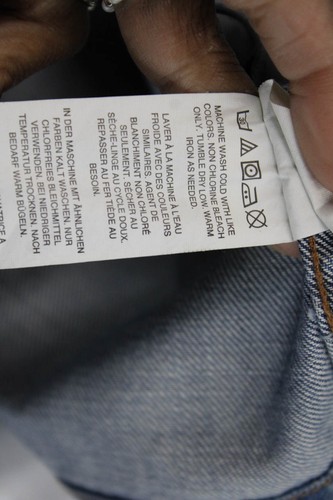 MACHINE WASH COLD WITH LIKE
COLORS. NON CHLORINE BLEACH
ONLY. TUMBLE DRY LOW. WARM
IRON AS NEEDED.
LAVER À LA MACHINE À L'EAU
FROIDE AVEC DES COULEURS
SIMILAIRES. AGENT DE
BLANCHIMENT NON CHLORÉ
SEULEMENT. SÉCHER AU
SÈCHE-LINGE AU CYCLE DOUX.
REPASSER AU FER TIÈDE AU
BESOIN.
IN DER MASCHINE MIT ÄHNLICHEN
FARBEN KALT WASCHEN. NUR
CHLORFREIES BLEICHMITTEL
VERWENDEN. BEI NIEDRIGER
TEMPERATUR TROCKNEN. NACH
BEDARF WARM BÜGELN.